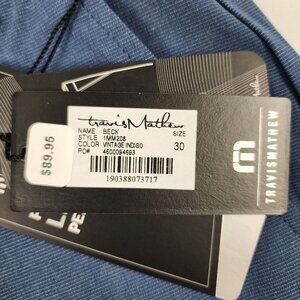 TravisMathew
NAME : BECK
SIZE
STYLE : 1MM208
COLOR : VINTAGE INDIGO
30
PO# : 4600094693
190388073717
$89.95
TRAVISMATHEW